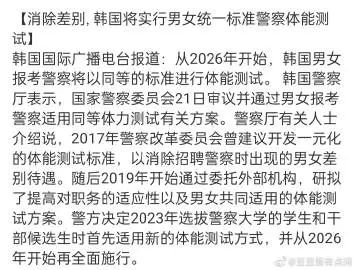 【消除差别,韩国将实行男女统一标准警察体能测
试】
韩国国际广播电台报道：从2026年开始，韩国男
女报考警察将以同等的标准进行体能测试。 韩国警察
厅表示，国家警察委员会21日审议并通过男女报考
警察适用同等体力测试有关方案。警察厅有关人士
介绍说，2017年警察改革委员会曾建议开发一元化
的体能测试标准，以消除招聘警察时出现的男女差
别待遇。随后2019年开始通过委托外部机构，研拟
了提高对职务的适应性以及男女共同适用的体能测
试方案。警方决定2023年选拔警察大学的学生和干
部候选生时首先适用新的体能测试方式，并从2026
年开始再全面施行。